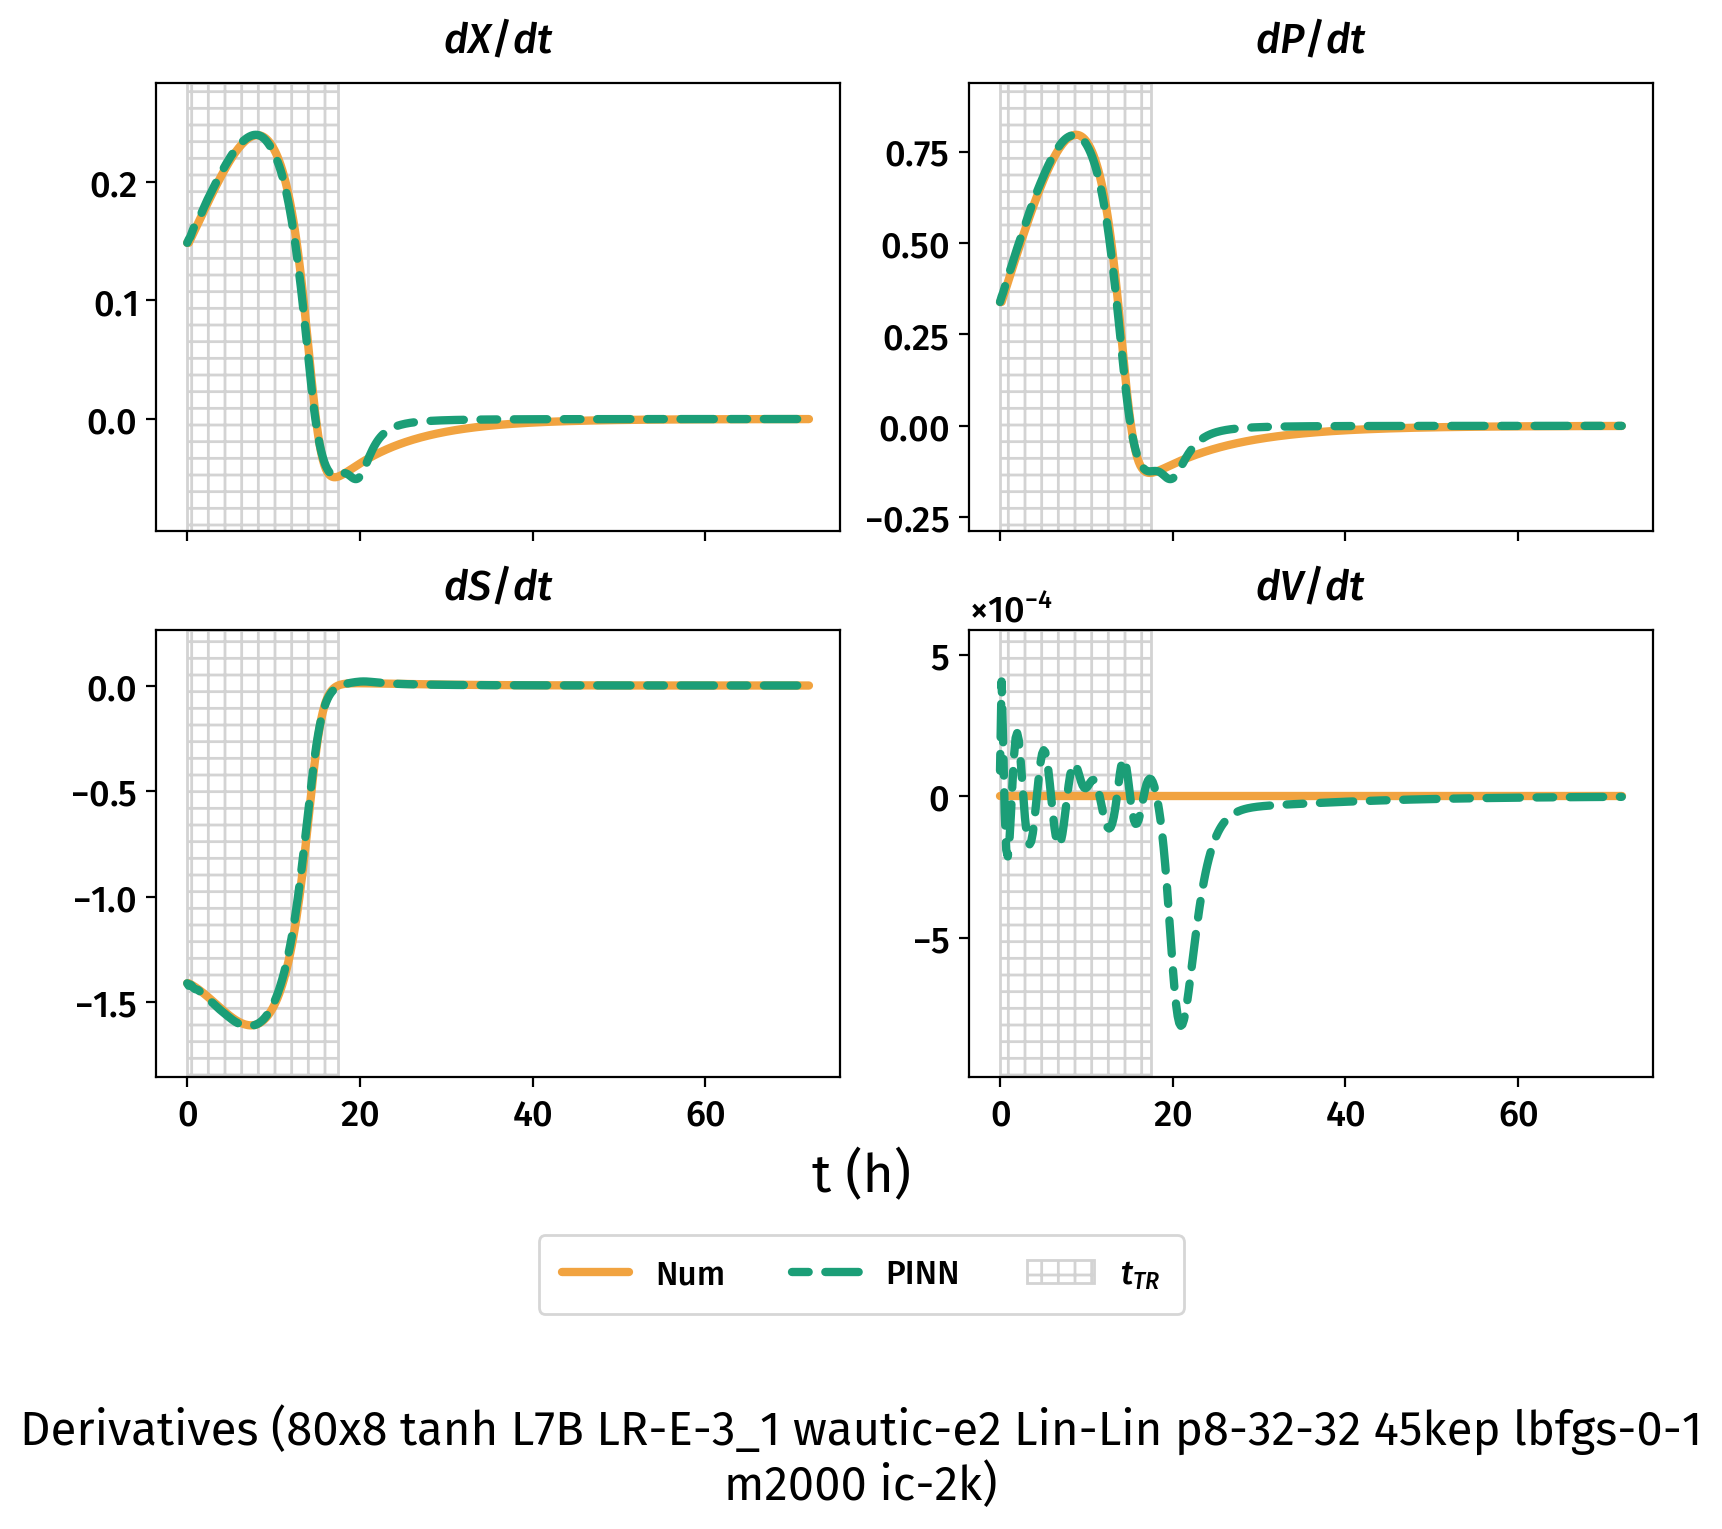 dX/dt
dP/dt
0.2
0.1
0.0
0.75
0.50
0.25
0.00
−0.25
dS/dt
dV/dt
×10⁻⁴
0.0
−0.5
−1.0
−1.5
5
0
−5
0 20 40 60
0 20 40 60
t (h)
Num PINN t_TR
Derivatives (80x8 tanh L7B LR-E-3_1 wautic-e2 Lin-Lin p8-32-32 45kep lbfgs-0-1
m2000 ic-2k)